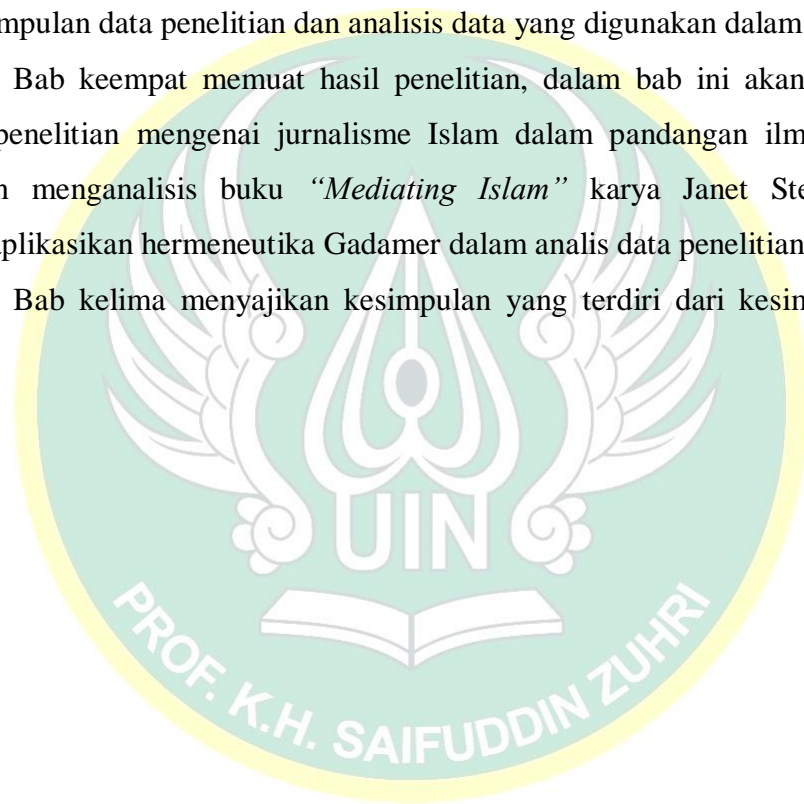 mpulan data penelitian dan analisis data yang digunakan dalam
Bab keempat memuat hasil penelitian, dalam bab ini akan
penelitian mengenai jurnalisme Islam dalam pandangan ilm
menganalisis buku “Mediating Islam” karya Janet Ste
aplikasikan hermeneutika Gadamer dalam analis data penelitian
Bab kelima menyajikan kesimpulan yang terdiri dari kesin
UIN
PROF. K.H. SAIFUDDIN ZUHRI